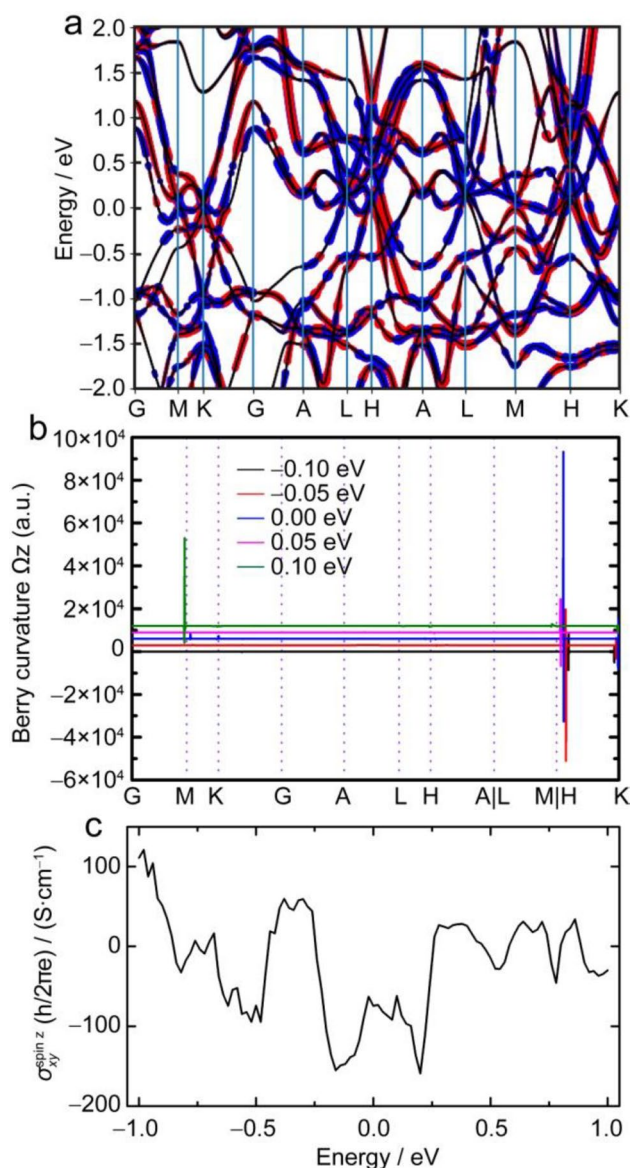 a
2.0
1.5
1.0
0.5
0.0
−0.5
−1.0
−1.5
−2.0
Energy / eV
G M K G A L H A L M H K
b
10×10⁴
8×10⁴
6×10⁴
4×10⁴
2×10⁴
0
−2×10⁴
−4×10⁴
−6×10⁴
Berry curvature Ωz (a.u.)
−0.10 eV
−0.05 eV
0.00 eV
0.05 eV
0.10 eV
G M K G A L H A|L M|H K
c
100
0
−100
−200
σxy^spin z (h/2πe) / (S·cm⁻¹)
−1.0 −0.5 0.0 0.5 1.0
Energy / eV